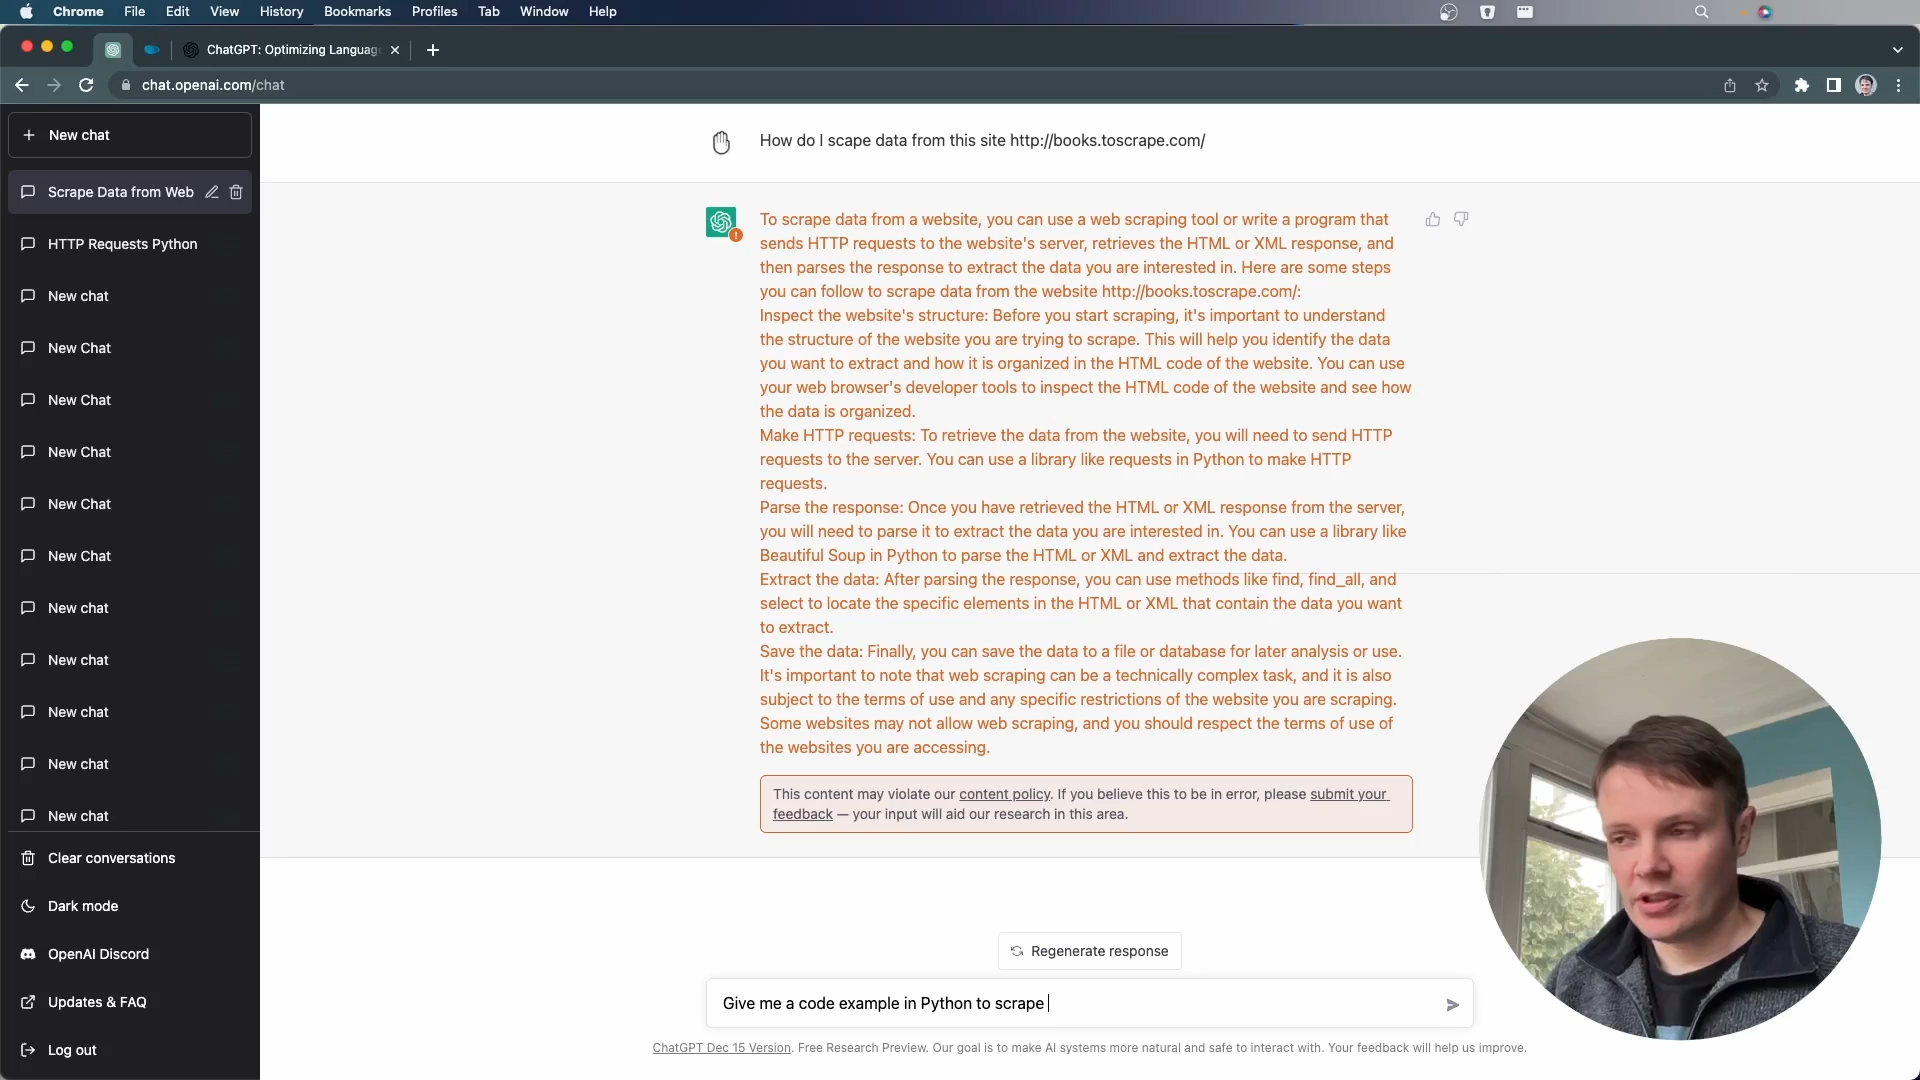 Chrome File Edit View History Bookmarks Profiles Tab Window Help
ChatGPT: Optimizing Languag
chat.openai.com/chat
New chat
Scrape Data from Web
HTTP Requests Python
New chat
New Chat
New Chat
New Chat
New Chat
New Chat
New chat
New chat
New chat
New chat
New chat
Clear conversations
Dark mode
OpenAI Discord
Updates & FAQ
Log out
How do I scape data from this site http://books.toscrape.com/
To scrape data from a website, you can use a web scraping tool or write a program that
sends HTTP requests to the website's server, retrieves the HTML or XML response, and
then parses the response to extract the data you are interested in. Here are some steps
you can follow to scrape data from the website http://books.toscrape.com/:
Inspect the website's structure: Before you start scraping, it's important to understand
the structure of the website you are trying to scrape. This will help you identify the data
you want to extract and how it is organized in the HTML code of the website. You can use
your web browser's developer tools to inspect the HTML code of the website and see how
the data is organized.
Make HTTP requests: To retrieve the data from the website, you will need to send HTTP
requests to the server. You can use a library like requests in Python to make HTTP
requests.
Parse the response: Once you have retrieved the HTML or XML response from the server,
you will need to parse it to extract the data you are interested in. You can use a library like
Beautiful Soup in Python to parse the HTML or XML and extract the data.
Extract the data: After parsing the response, you can use methods like find, find_all, and
select to locate the specific elements in the HTML or XML that contain the data you want
to extract.
Save the data: Finally, you can save the data to a file or database for later analysis or use.
It's important to note that web scraping can be a technically complex task, and it is also
subject to the terms of use and any specific restrictions of the website you are scraping.
Some websites may not allow web scraping, and you should respect the terms of use of
the websites you are accessing.
This content may violate our content policy. If you believe this to be in error, please submit your
feedback — your input will aid our research in this area.
Regenerate response
Give me a code example in Python to scrape
ChatGPT Dec 15 Version. Free Research Preview. Our goal is to make AI systems more natural and safe to interact with. Your feedback will help us improve.